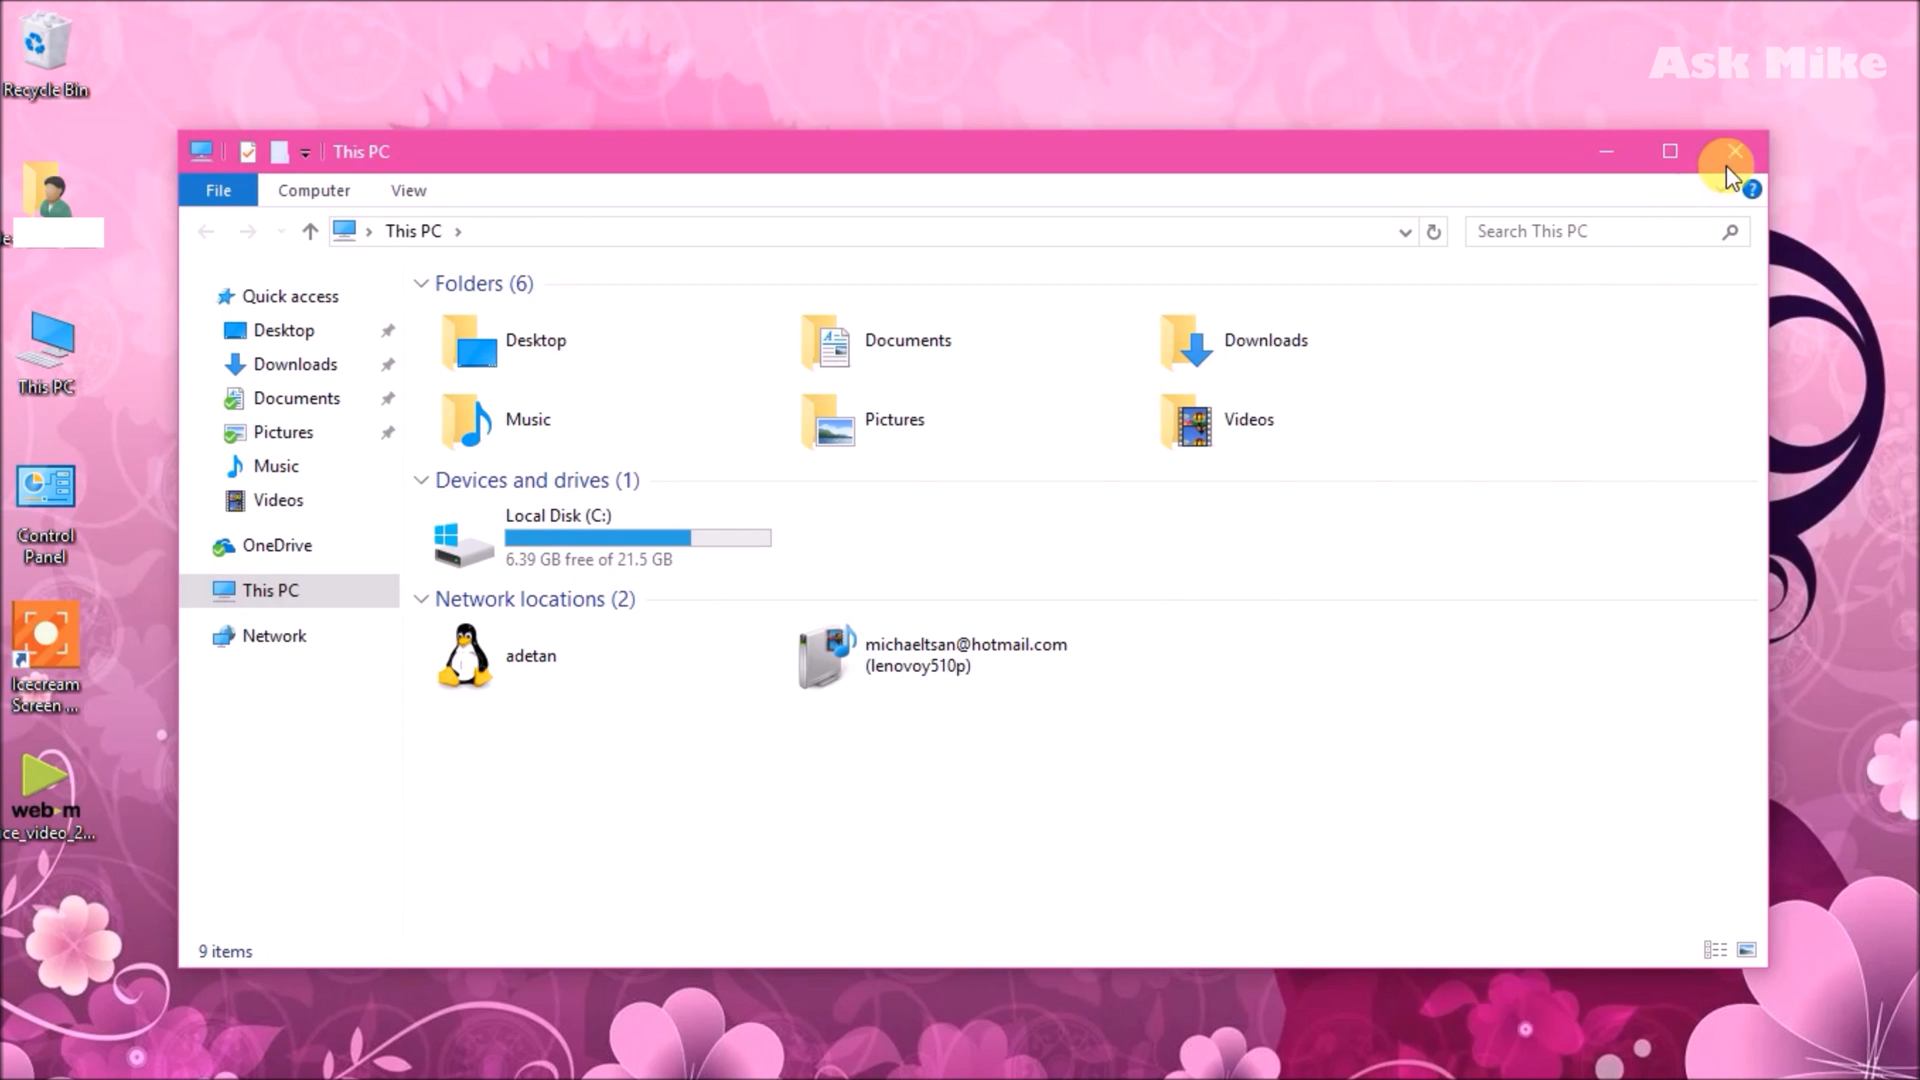 Ask Mike
Recycle Bin
This PC
Control
Panel
Icecream
Screen ...
web m
ce_video_2...
This PC
File Computer View
This PC
Search This PC
Quick access
Desktop
Downloads
Documents
Pictures
Music
Videos
OneDrive
This PC
Network
Folders (6)
Desktop Documents Downloads
Music Pictures Videos
Devices and drives (1)
Local Disk (C:)
6.39 GB free of 21.5 GB
Network locations (2)
adetan
michaeltsan@hotmail.com
(lenovoy510p)
9 items